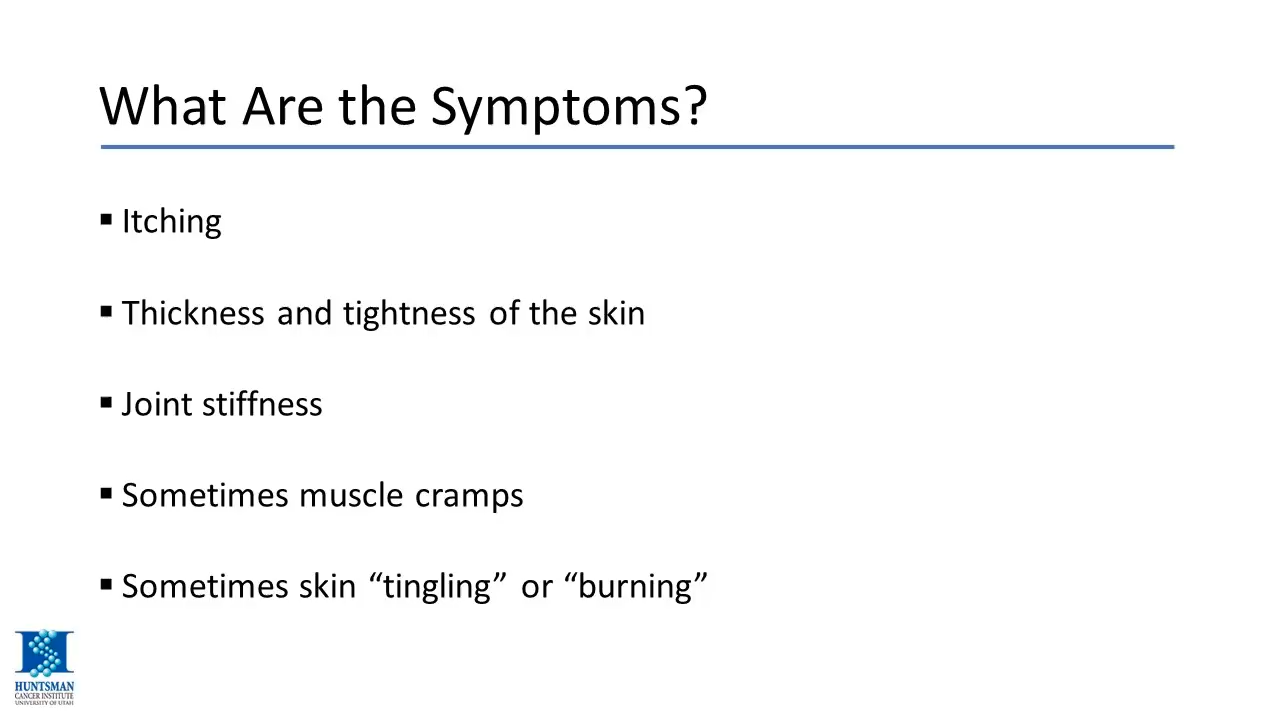 What Are the Symptoms?
▪ Itching
▪ Thickness and tightness of the skin
▪ Joint stiffness
▪ Sometimes muscle cramps
▪ Sometimes skin “tingling” or “burning”
HUNTSMAN
CANCER INSTITUTE
UNIVERSITY OF UTAH